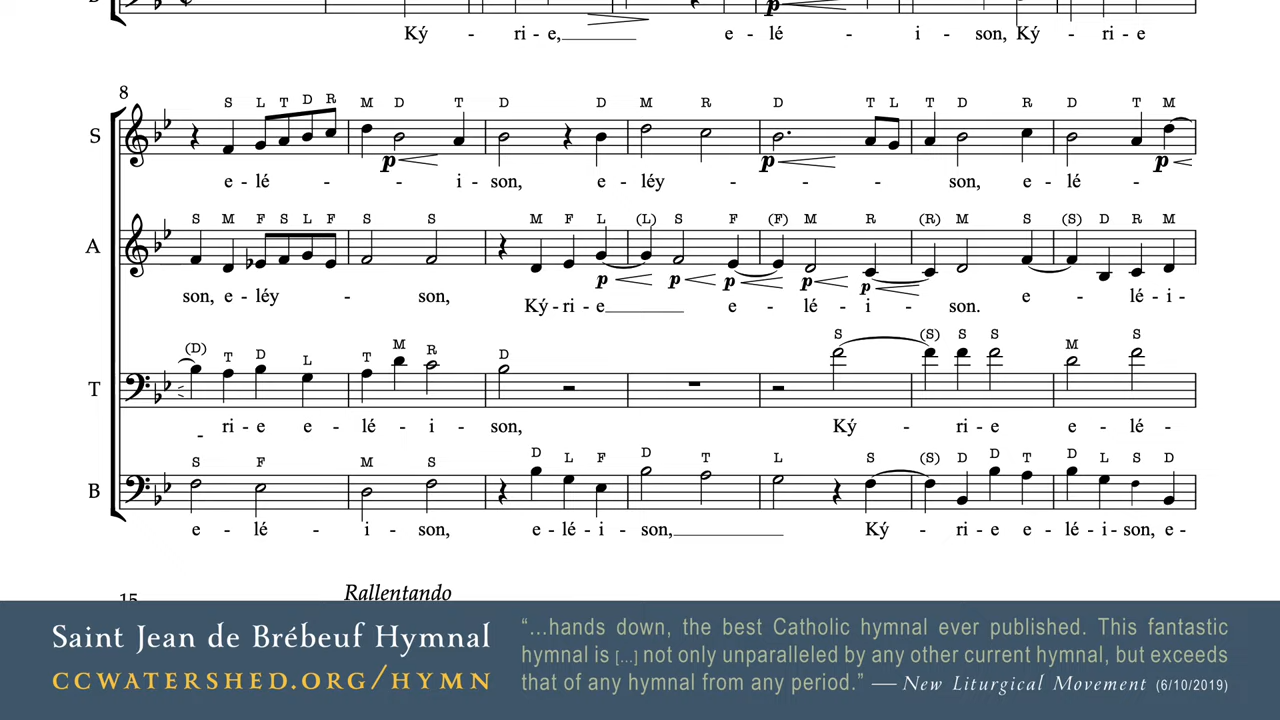 p
Ký - ri - e,____ e - lé - i - son, Ký - ri - e
8
S L T D R M D T D D M R D T L T D R D T M
S
p p p
e - lé - - i - son, e - léy - - - son, e - lé -
S M F S L F S S M F L (L) S F (F) M R (R) M S (S) D R M
A
p p p p p
son, e - léy - son, Ký - ri - e____ e - lé - i - son. e - lé - i -
(D) T D L T M R D S (S) S S M S
T
- ri - e e - lé - i - son, Ký - ri - e e - lé -
S F M S D L F D T L S (S) D D T D L S D
B
e - lé - i - son, e - lé - i - son,____ Ký - ri - e e - lé - i - son, e -
15 Rallentando
Saint Jean de Brébeuf Hymnal
CCWATERSHED.ORG/HYMN
“…hands down, the best Catholic hymnal ever published. This fantastic
hymnal is [...] not only unparalleled by any other current hymnal, but exceeds
that of any hymnal from any period.” — New Liturgical Movement (6/10/2019)